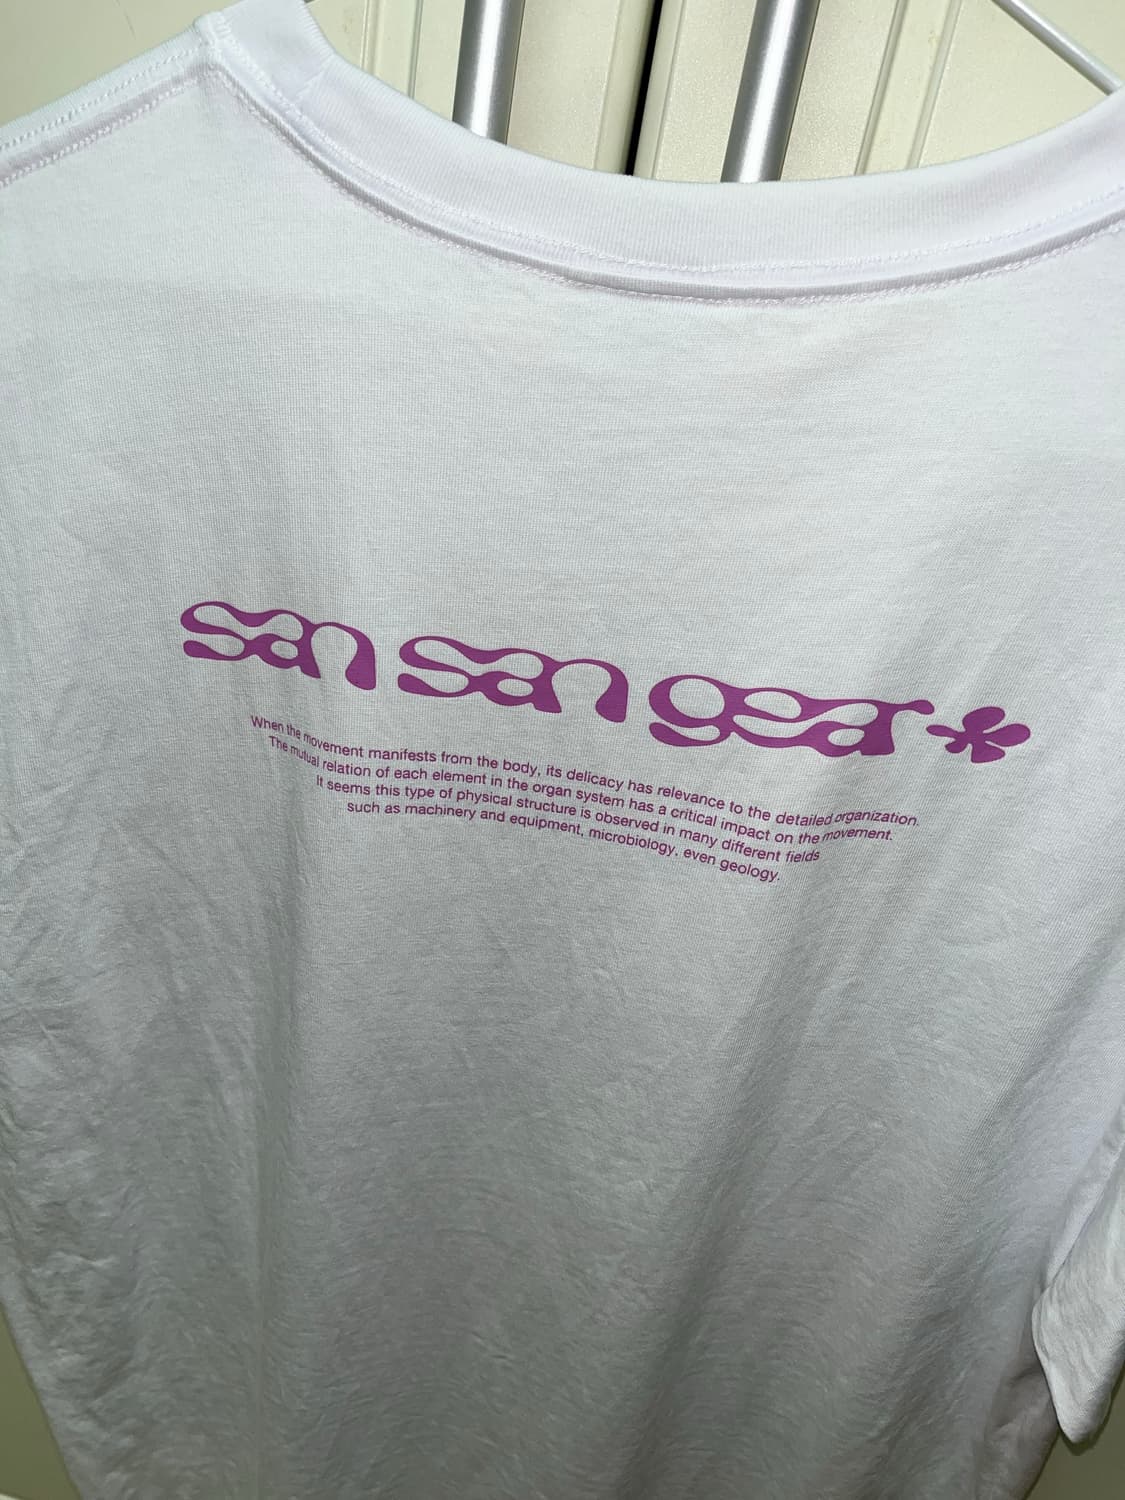 san san gear
When the movement manifests from the body, its delicacy has relevance to the detailed organization.
The mutual relation of each element in the organ system has a critical impact on the movement.
It seems this type of physical structure is observed in many different fields
such as machinery and equipment, microbiology, even geology.